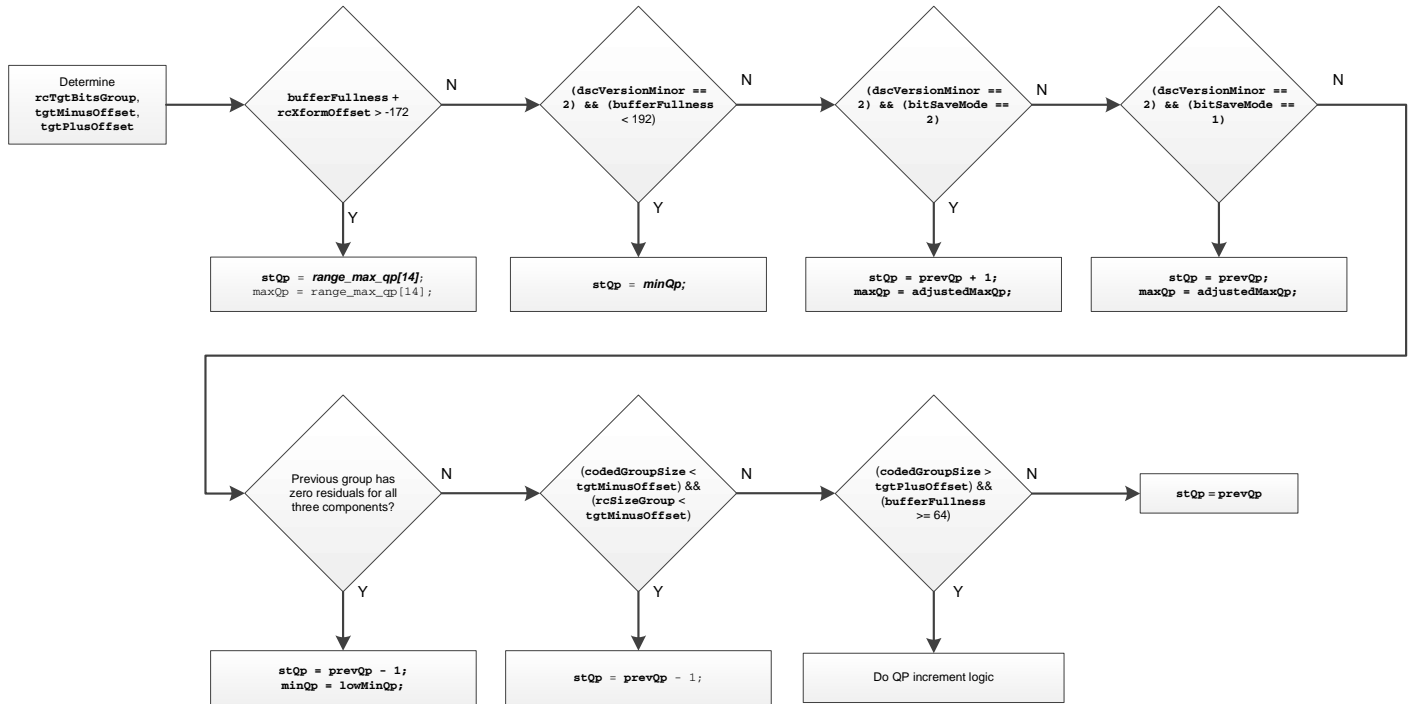 Determine
rcTgtBitsGroup,
tgtMinusOffset,
tgtPlusOffset
bufferFullness +
rcXformOffset > -172
N
Y
stQp = range_max_qp[14];
maxQp = range_max_qp[14];
(dscVersionMinor ==
2) && (bufferFullness
< 192)
N
Y
stQp = minQp;
(dscVersionMinor ==
2) && (bitSaveMode ==
2)
N
Y
stQp = prevQp + 1;
maxQp = adjustedMaxQp;
(dscVersionMinor ==
2) && (bitSaveMode ==
1)
N
Y
stQp = prevQp;
maxQp = adjustedMaxQp;
Previous group has
zero residuals for all
three components?
N
Y
stQp = prevQp - 1;
minQp = lowMinQp;
(codedGroupSize <
tgtMinusOffset) &&
(rcSizeGroup <
tgtMinusOffset)
N
Y
stQp = prevQp - 1;
(codedGroupSize >
tgtPlusOffset) &&
(bufferFullness
>= 64)
N
Y
Do QP increment logic
stQp = prevQp